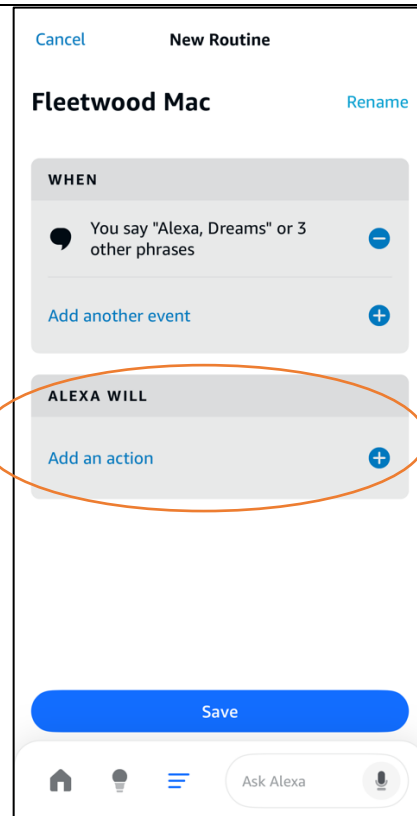 Cancel New Routine
Fleetwood Mac Rename
WHEN
You say "Alexa, Dreams" or 3
other phrases
Add another event
ALEXA WILL
Add an action
Save
Ask Alexa